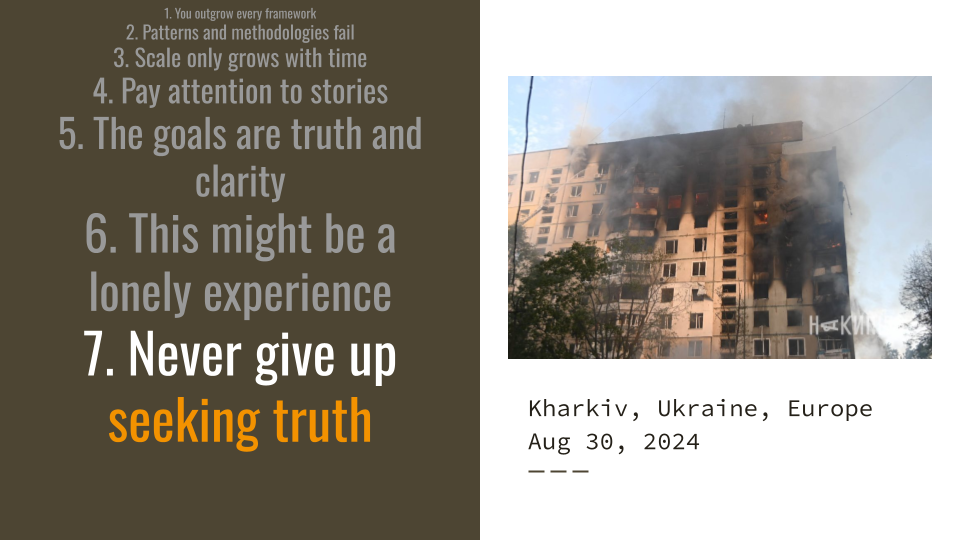 1. You outgrow every framework
2. Patterns and methodologies fail
3. Scale only grows with time
4. Pay attention to stories
5. The goals are truth and
clarity
6. This might be a
lonely experience
7. Never give up
seeking truth
Kharkiv, Ukraine, Europe
Aug 30, 2024